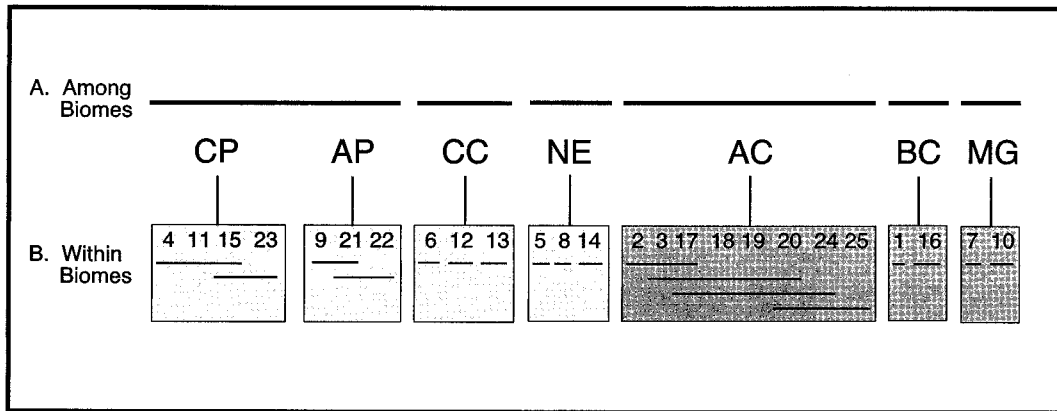 A. Among
Biomes
CP AP CC NE AC BC MG
B. Within
Biomes
4 11 15 23 9 21 22 6 12 13 5 8 14 2 3 17 18 19 20 24 25 1 16 7 10